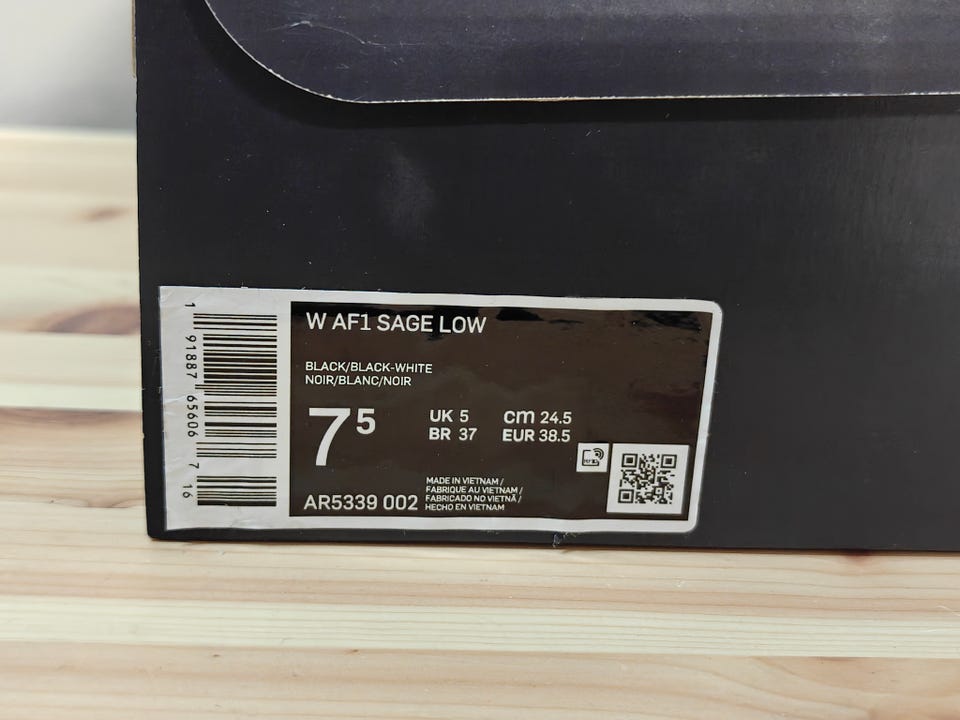 W AF1 SAGE LOW
BLACK/BLACK-WHITE
NOIR/BLANC/NOIR
7 5
UK 5 cm 24.5
BR 37 EUR 38.5
AR5339 002
MADE IN VIETNAM /
FABRIQUE AU VIETNAM /
FABRICADO NO VIETNÃ /
HECHO EN VIETNAM
1 91887 65606 7 16